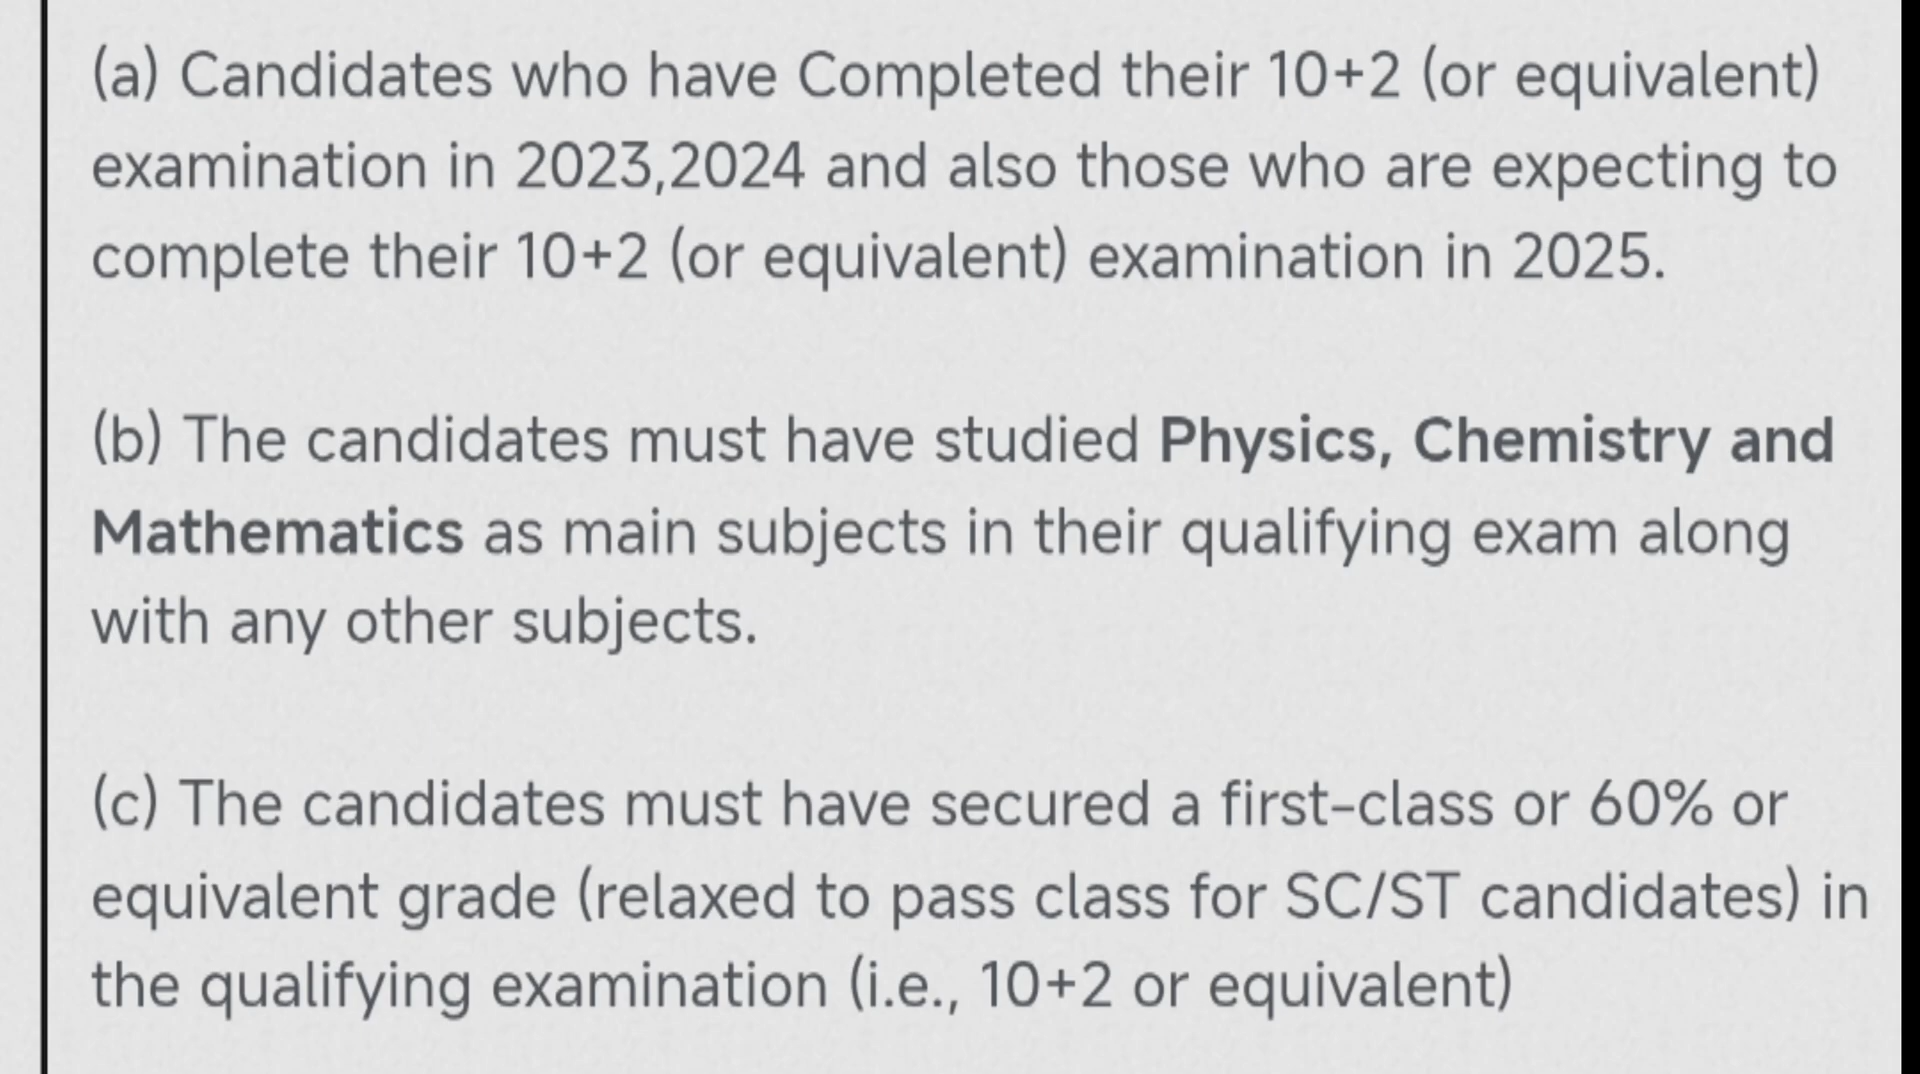 (a) Candidates who have Completed their 10+2 (or equivalent)
examination in 2023,2024 and also those who are expecting to
complete their 10+2 (or equivalent) examination in 2025.
(b) The candidates must have studied Physics, Chemistry and
Mathematics as main subjects in their qualifying exam along
with any other subjects.
(c) The candidates must have secured a first-class or 60% or
equivalent grade (relaxed to pass class for SC/ST candidates) in
the qualifying examination (i.e., 10+2 or equivalent)